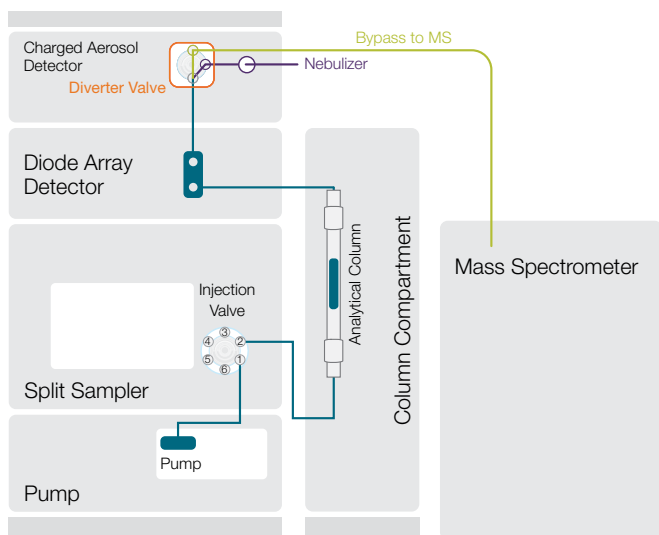 Bypass to MS
Charged Aerosol
Detector
Nebulizer
Diverter Valve
Diode Array
Detector
Analytical Column
Column Compartment
Mass Spectrometer
Injection
Valve
③
④ ②
⑤ ①
⑥
Split Sampler
Pump
Pump